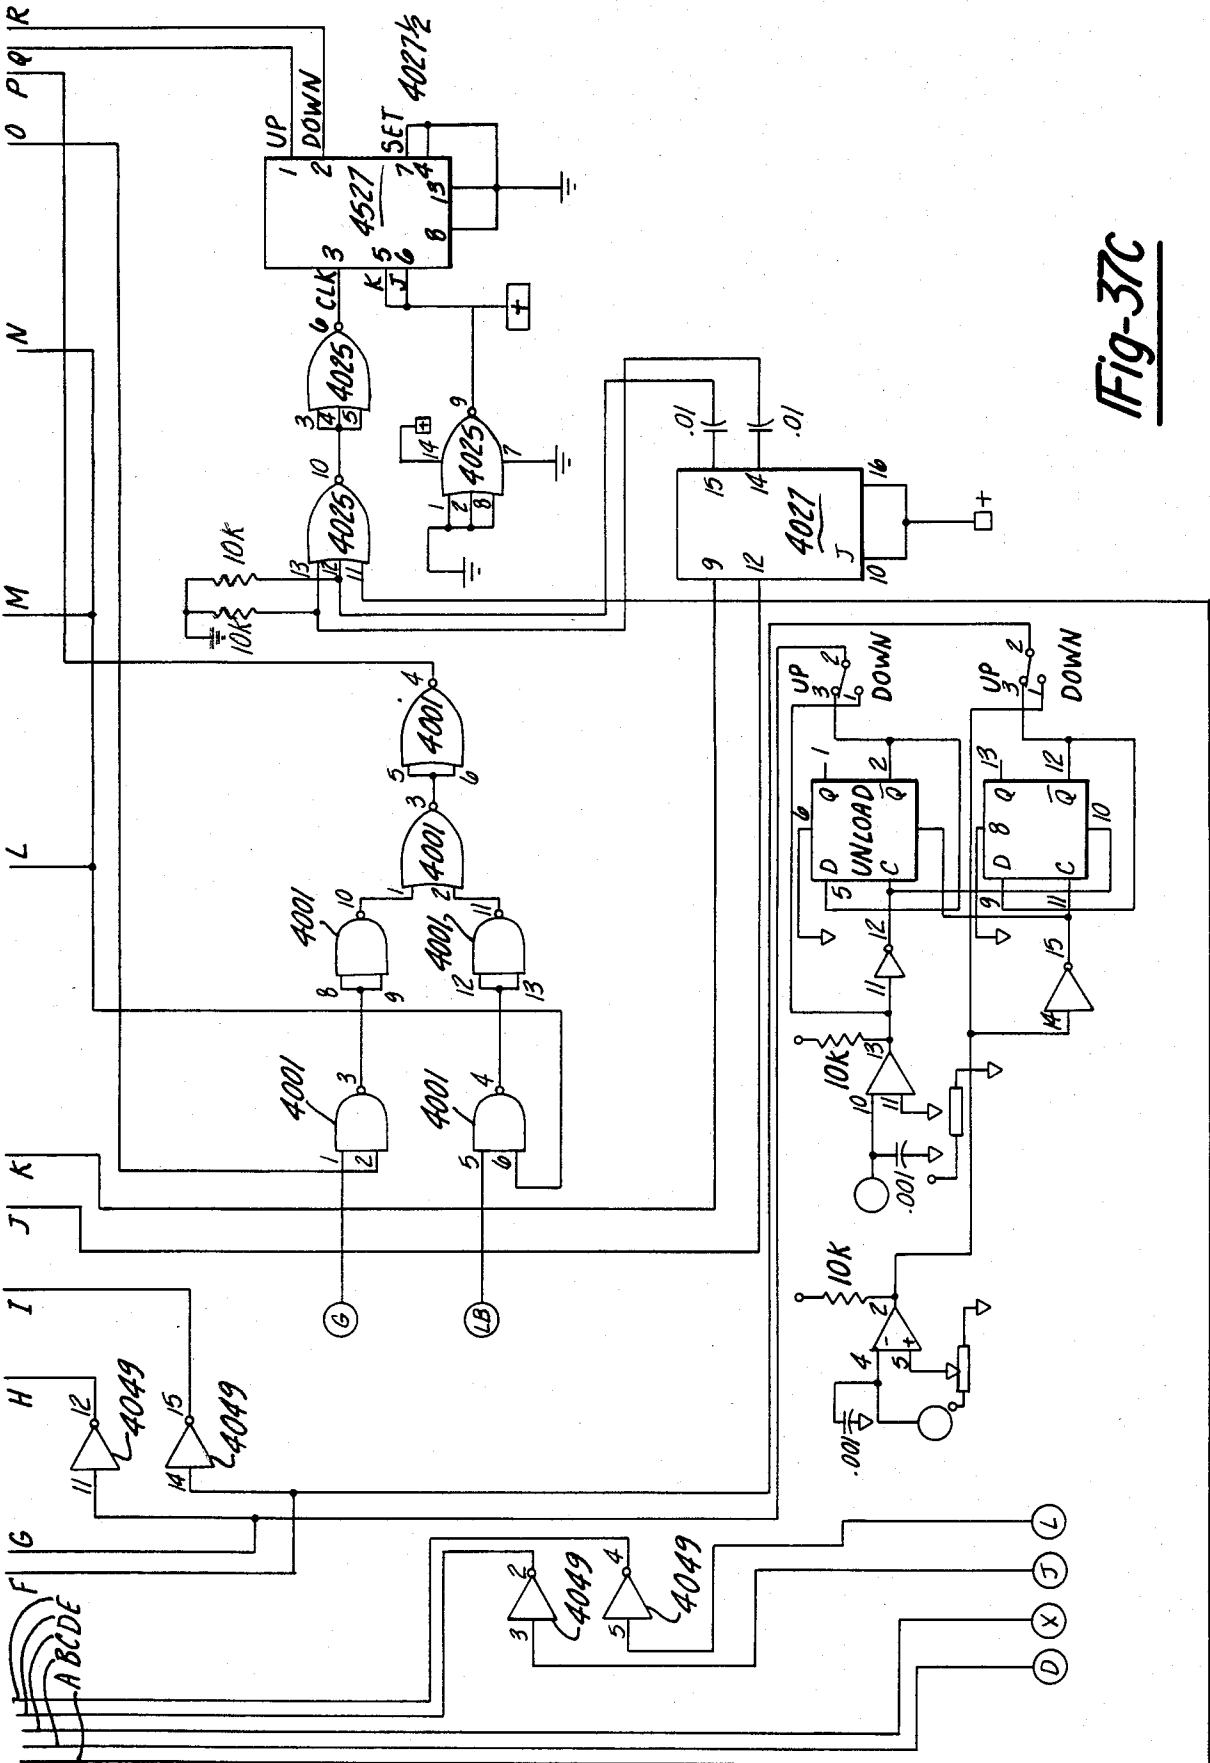 A B C D E
F
G
H
I
J
K
L
M
N
O
P
Q
R
11
12
4049
14
15
4049
3
2
4049
5
4
4049
L
J
X
D
G
LB
1
2
3
4001
5
6
4
4001
8
9
10
4001
12
13
11
4001
1
2
3
4001
5
6
4
4001
10K
10K
13
12
11
10
4025
3
4
5
6
4025
CLK
3
K
5
J
6
4527
1
UP
2
DOWN
7
SET
4
13
8
4027½
+
1
2
8
14
+
9
4025
7
9
12
15
14
.01
.01
4027
J
10
16
+
.001
4
5
-
+
2
10K
.001
10
11
13
10K
11
12
14
15
6
D
5
UNLOAD
C
Q
1
Q
2
UP
3
2
1
DOWN
8
D
9
C
11
Q
13
Q
12
10
UP
3
2
1
DOWN
Fig-37C